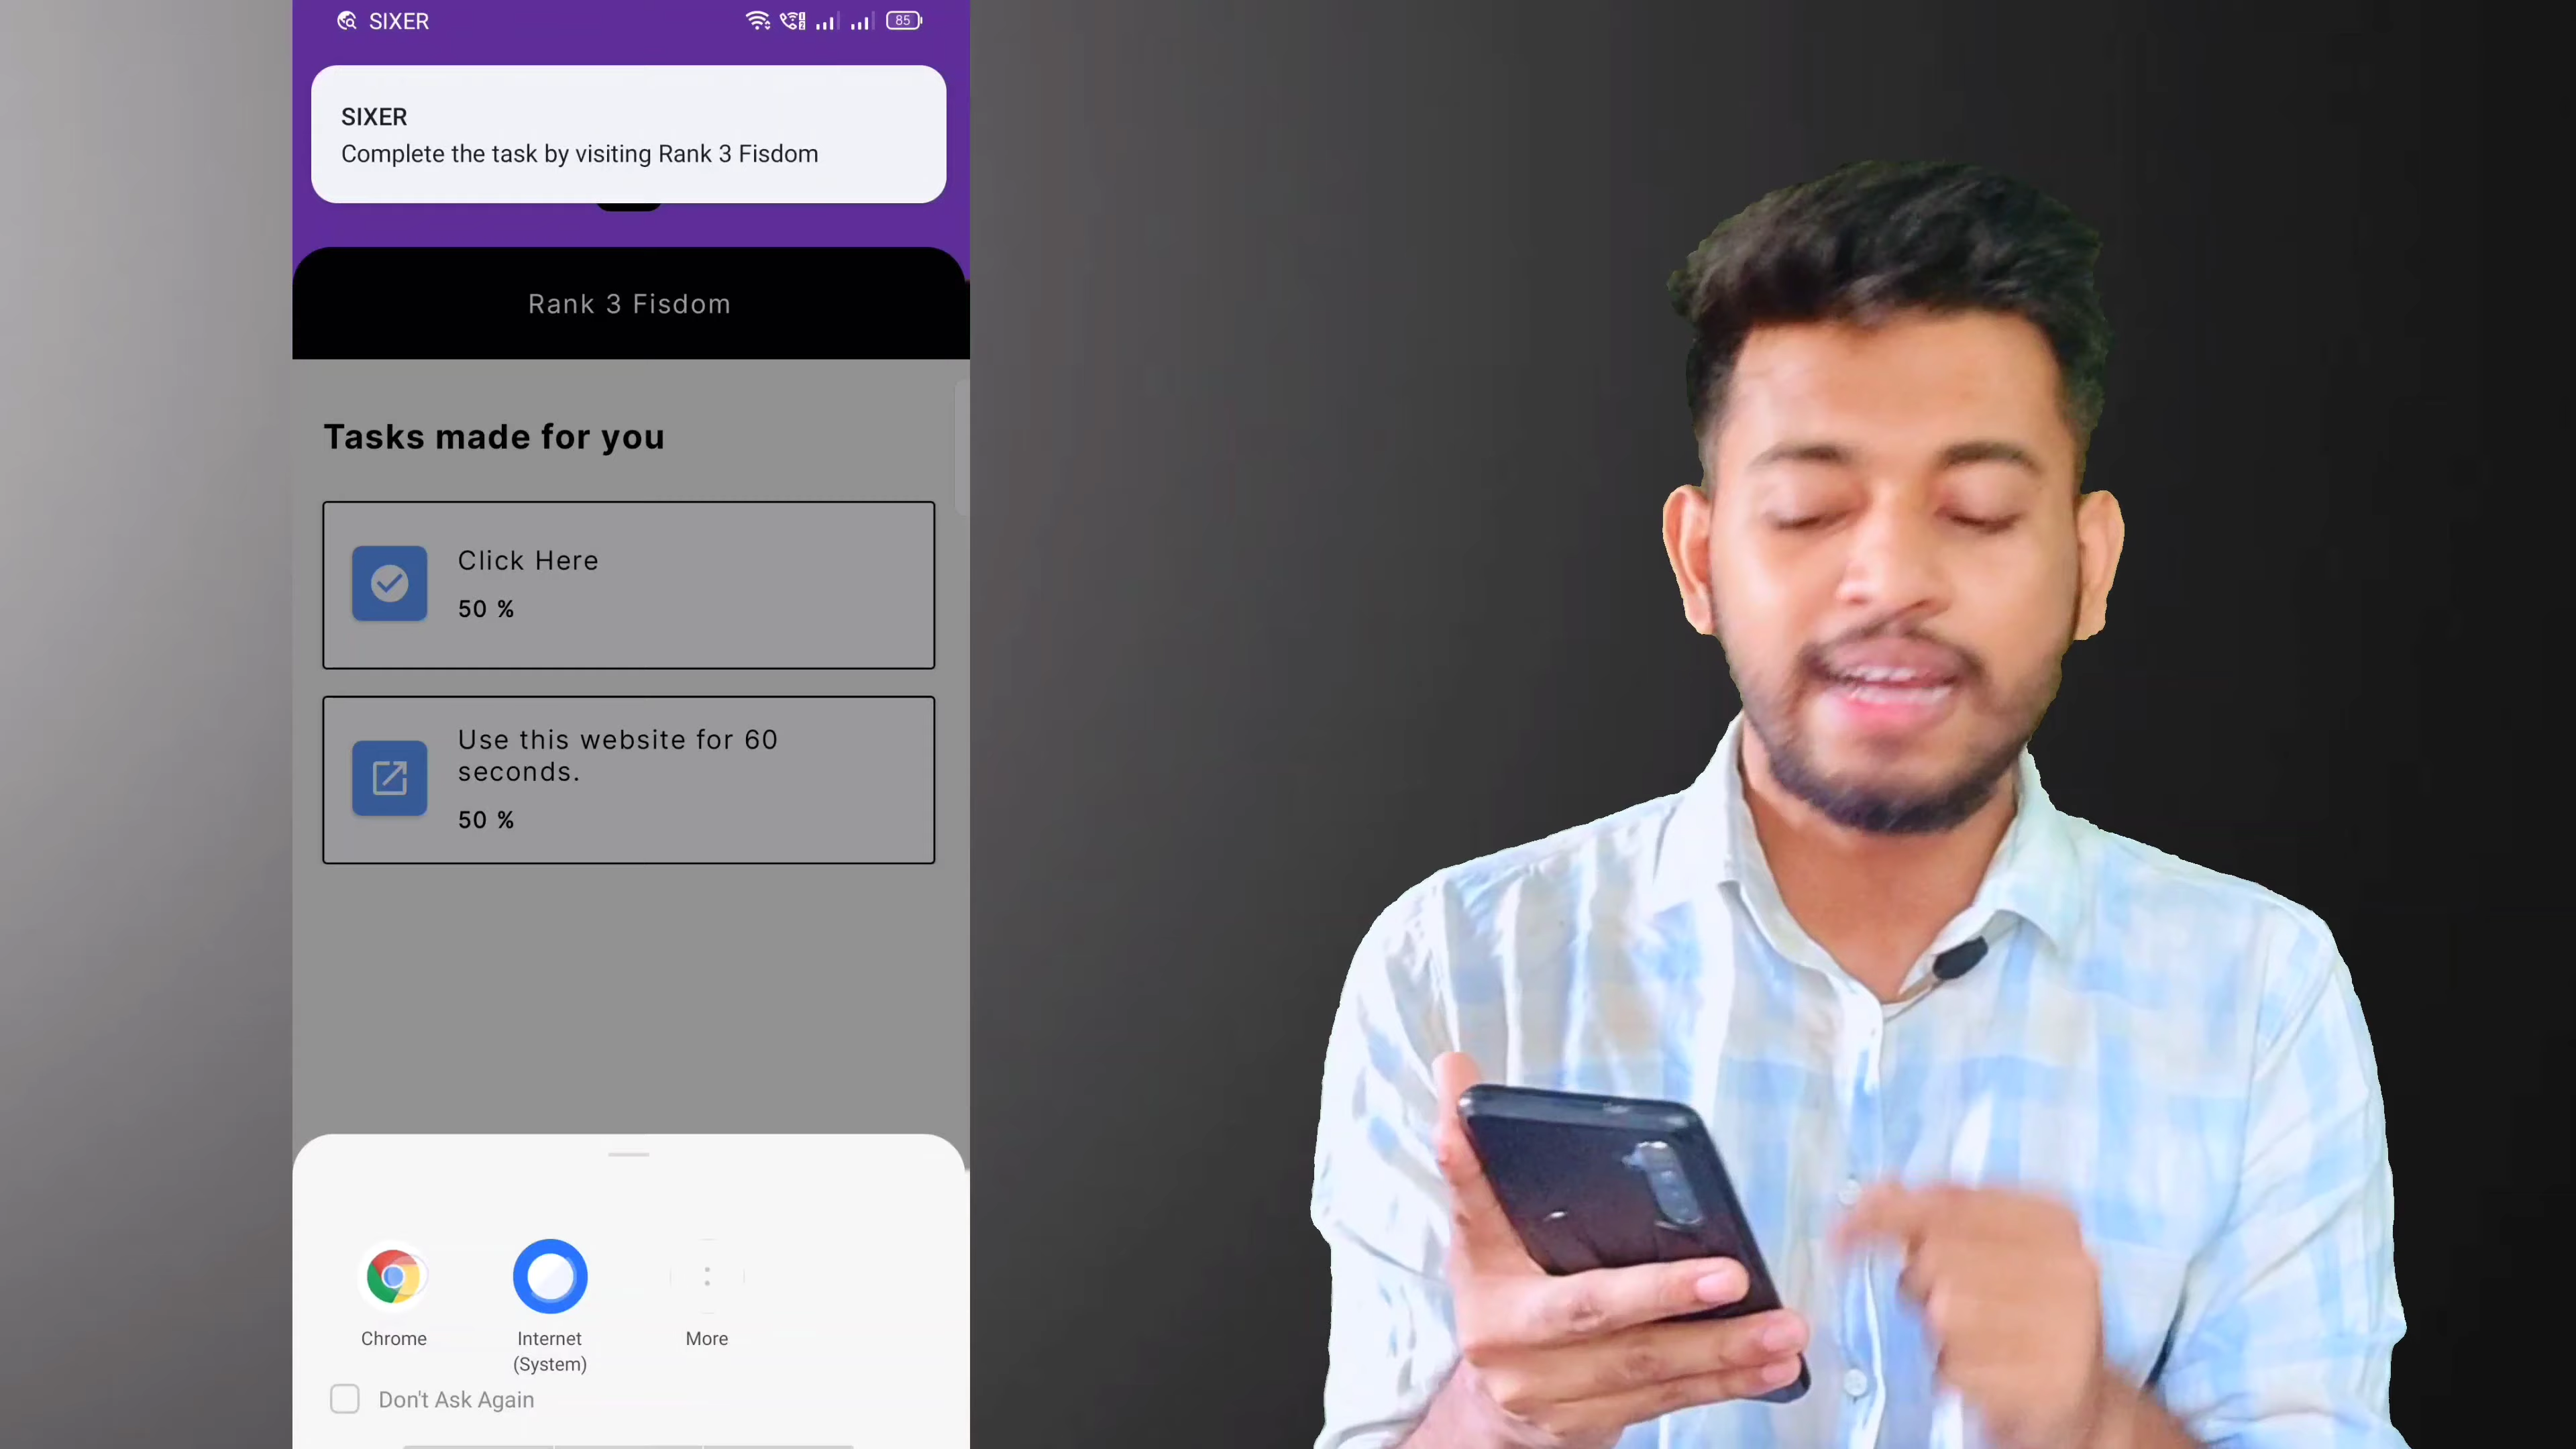 SIXER
85
SIXER
Complete the task by visiting Rank 3 Fisdom
Rank 3 Fisdom
Tasks made for you
Click Here
50 %
Use this website for 60
seconds.
50 %
Chrome
Internet
(System)
More
Don't Ask Again